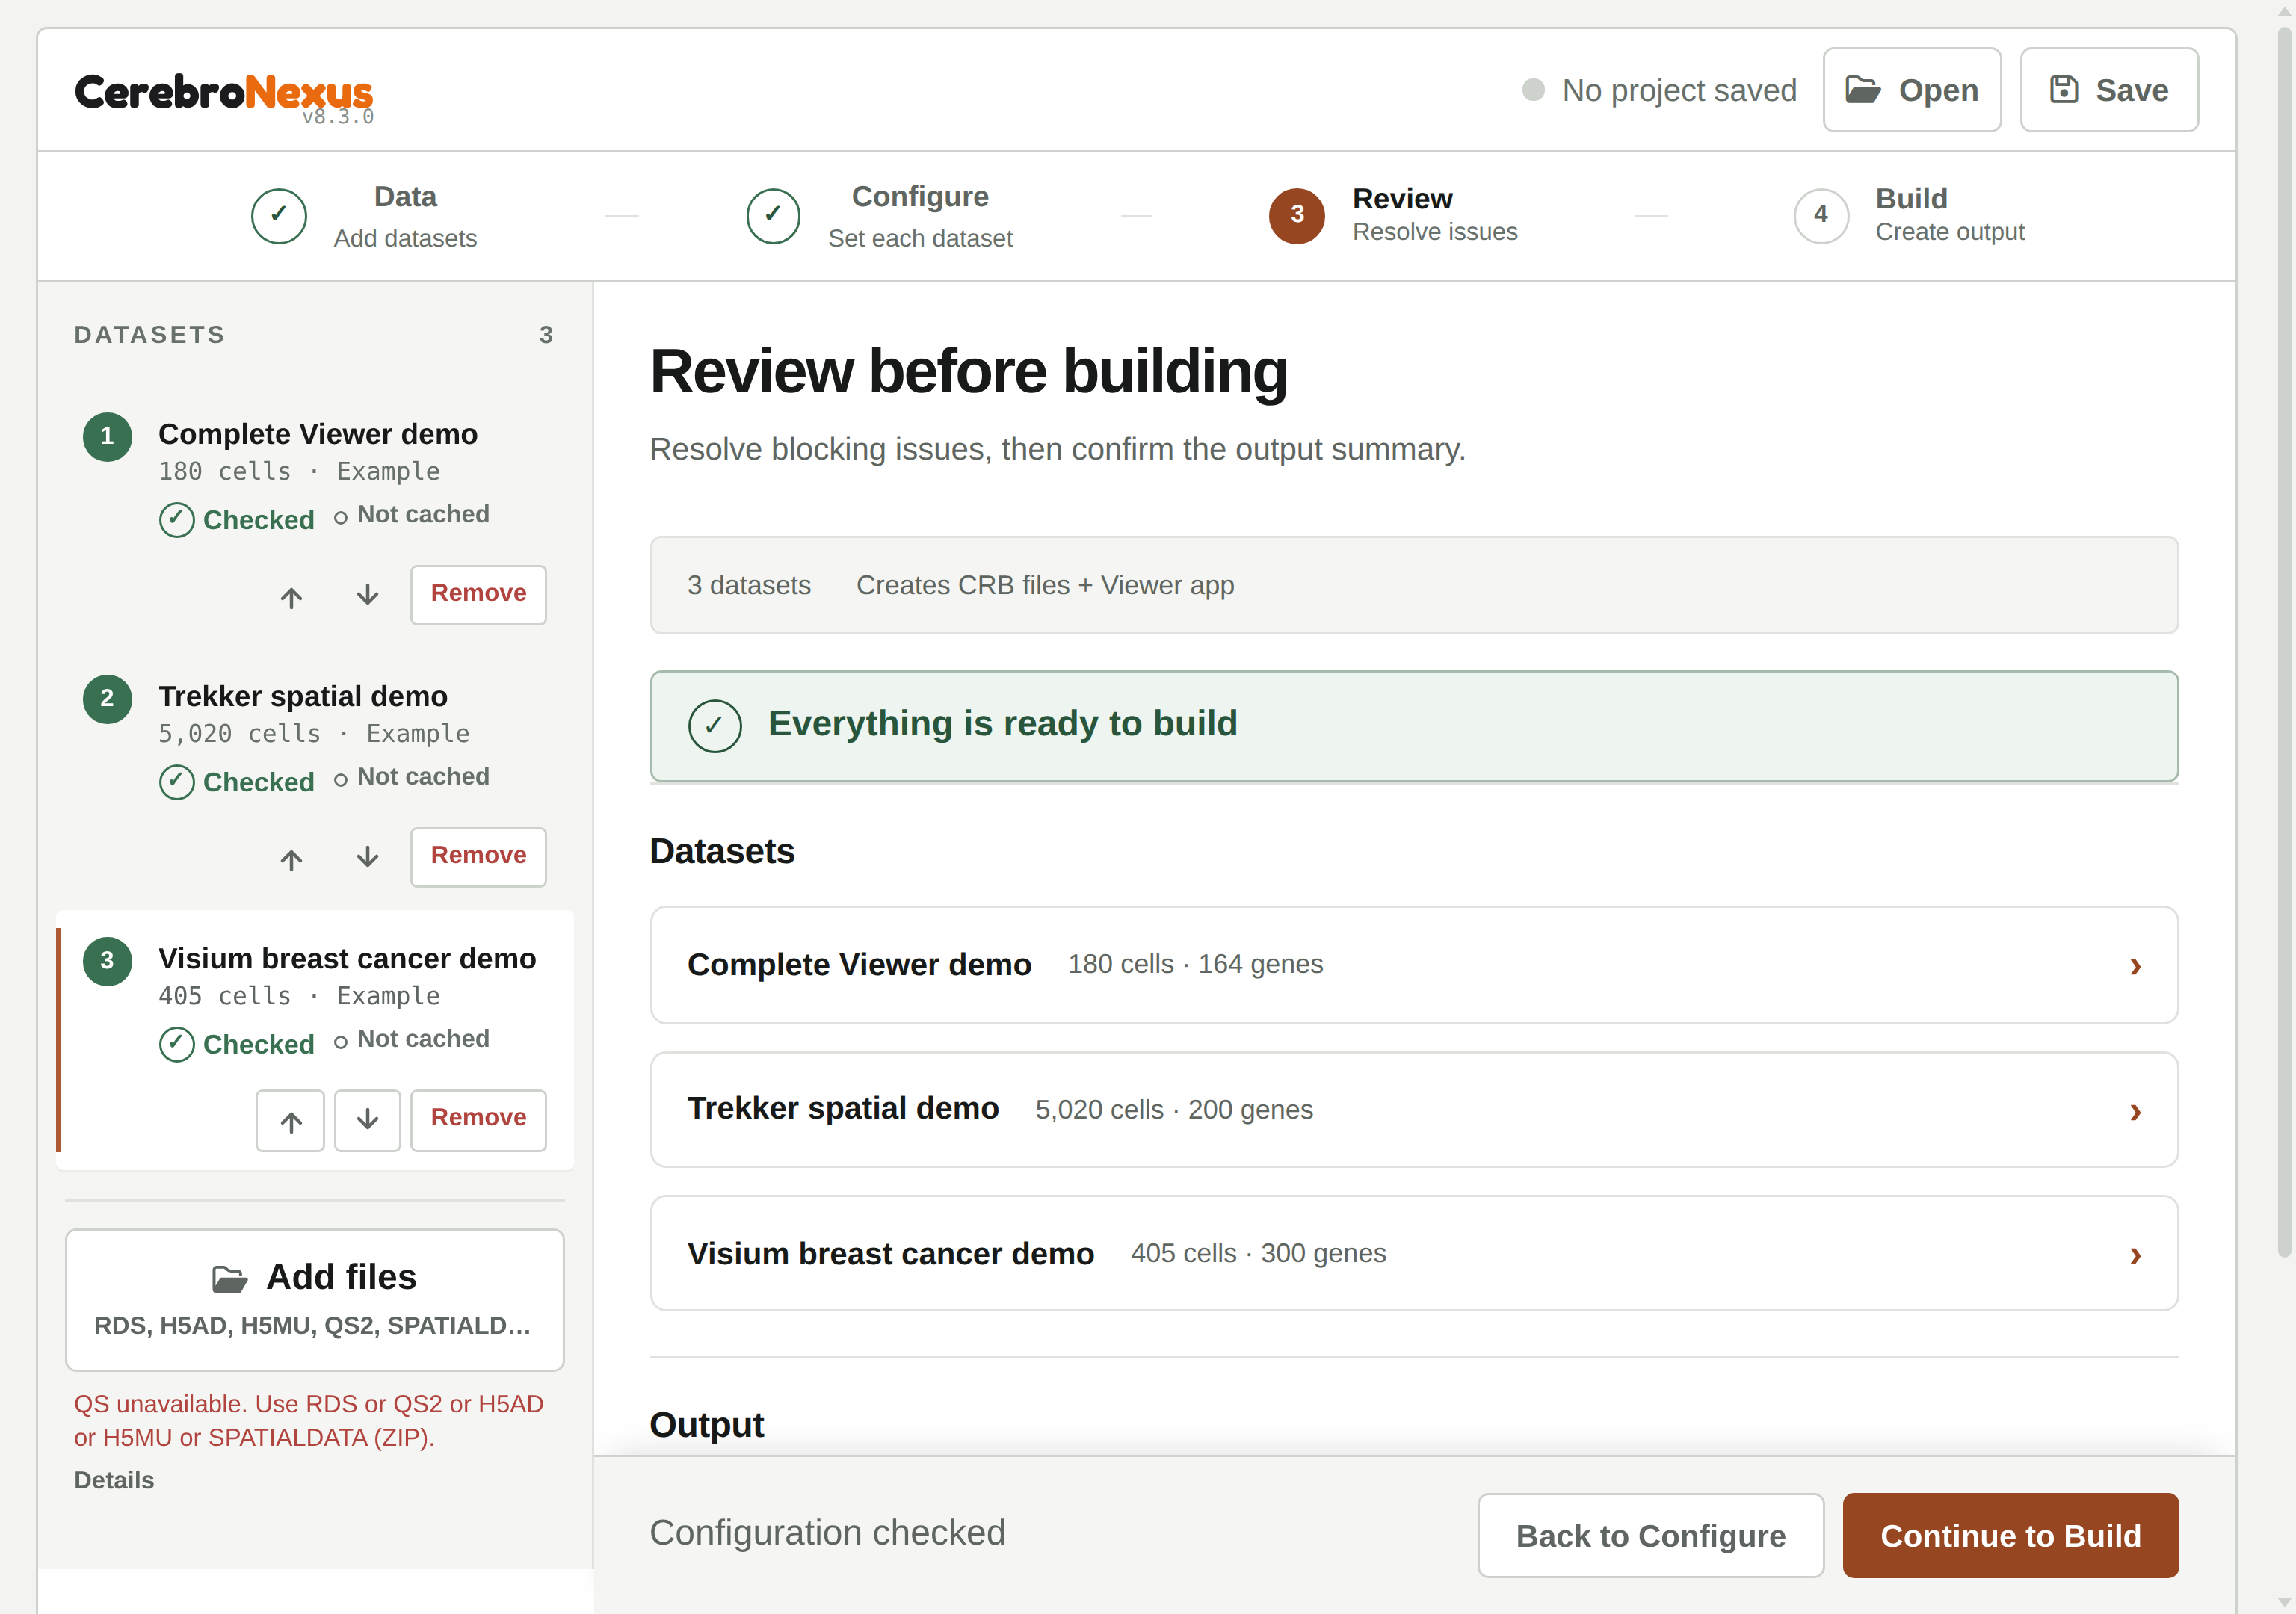 CerebroNexus
v8.3.0
No project saved
Open
Save
✓
Data
Add datasets
✓
Configure
Set each dataset
3
Review
Resolve issues
4
Build
Create output
DATASETS
3
1
Complete Viewer demo
180 cells · Example
✓ Checked
Not cached
Remove
2
Trekker spatial demo
5,020 cells · Example
✓ Checked
Not cached
Remove
3
Visium breast cancer demo
405 cells · Example
✓ Checked
Not cached
Remove
Add files
RDS, H5AD, H5MU, QS2, SPATIALD…
QS unavailable. Use RDS or QS2 or H5AD
or H5MU or SPATIALDATA (ZIP).
Details
Review before building
Resolve blocking issues, then confirm the output summary.
3 datasets
Creates CRB files + Viewer app
✓ Everything is ready to build
Datasets
Complete Viewer demo 180 cells · 164 genes ›
Trekker spatial demo 5,020 cells · 200 genes ›
Visium breast cancer demo 405 cells · 300 genes ›
Output
Configuration checked
Back to Configure
Continue to Build